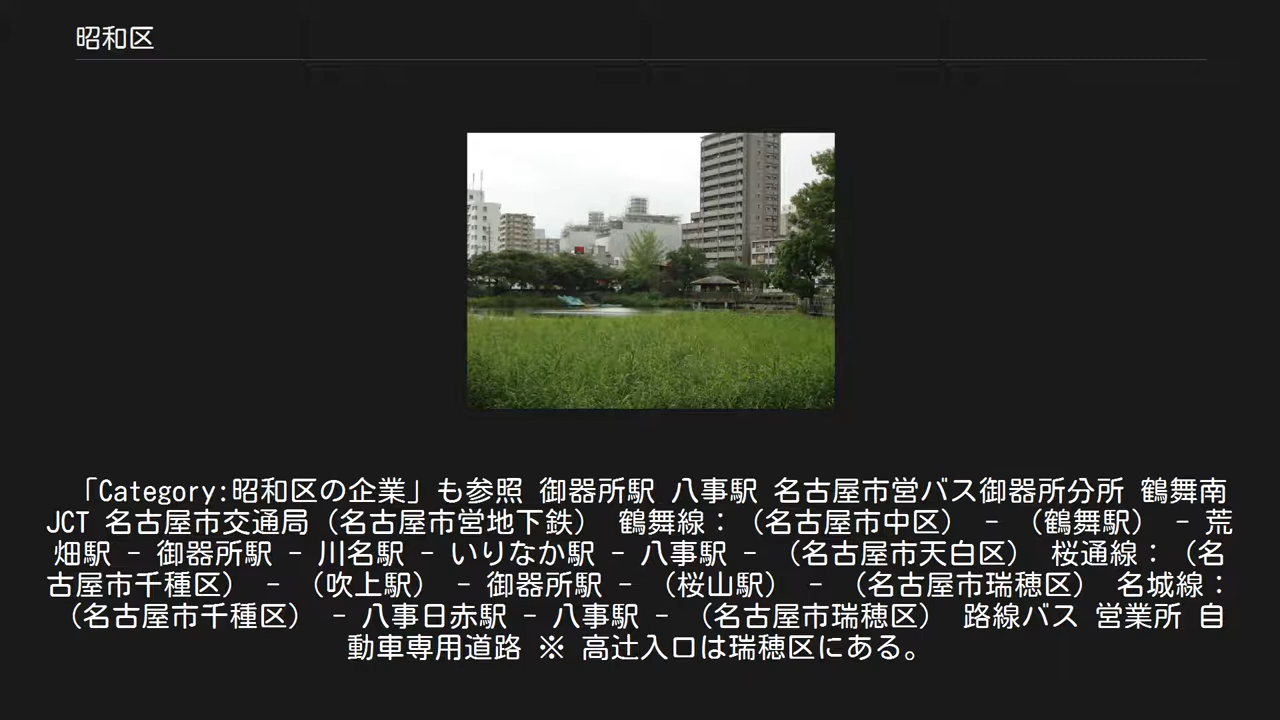 昭和区
「Category:昭和区の企業」も参照 御器所駅 八事駅 名古屋市営バス御器所分所 鶴舞南
JCT 名古屋市交通局（名古屋市営地下鉄） 鶴舞線：（名古屋市中区） - （鶴舞駅） - 荒
畑駅 - 御器所駅 - 川名駅 - いりなか駅 - 八事駅 - （名古屋市天白区） 桜通線：（名
古屋市千種区） - （吹上駅） - 御器所駅 - （桜山駅） - （名古屋市瑞穂区） 名城線：
（名古屋市千種区） - 八事日赤駅 - 八事駅 - （名古屋市瑞穂区） 路線バス 営業所 自
動車専用道路 ※ 高辻入口は瑞穂区にある。